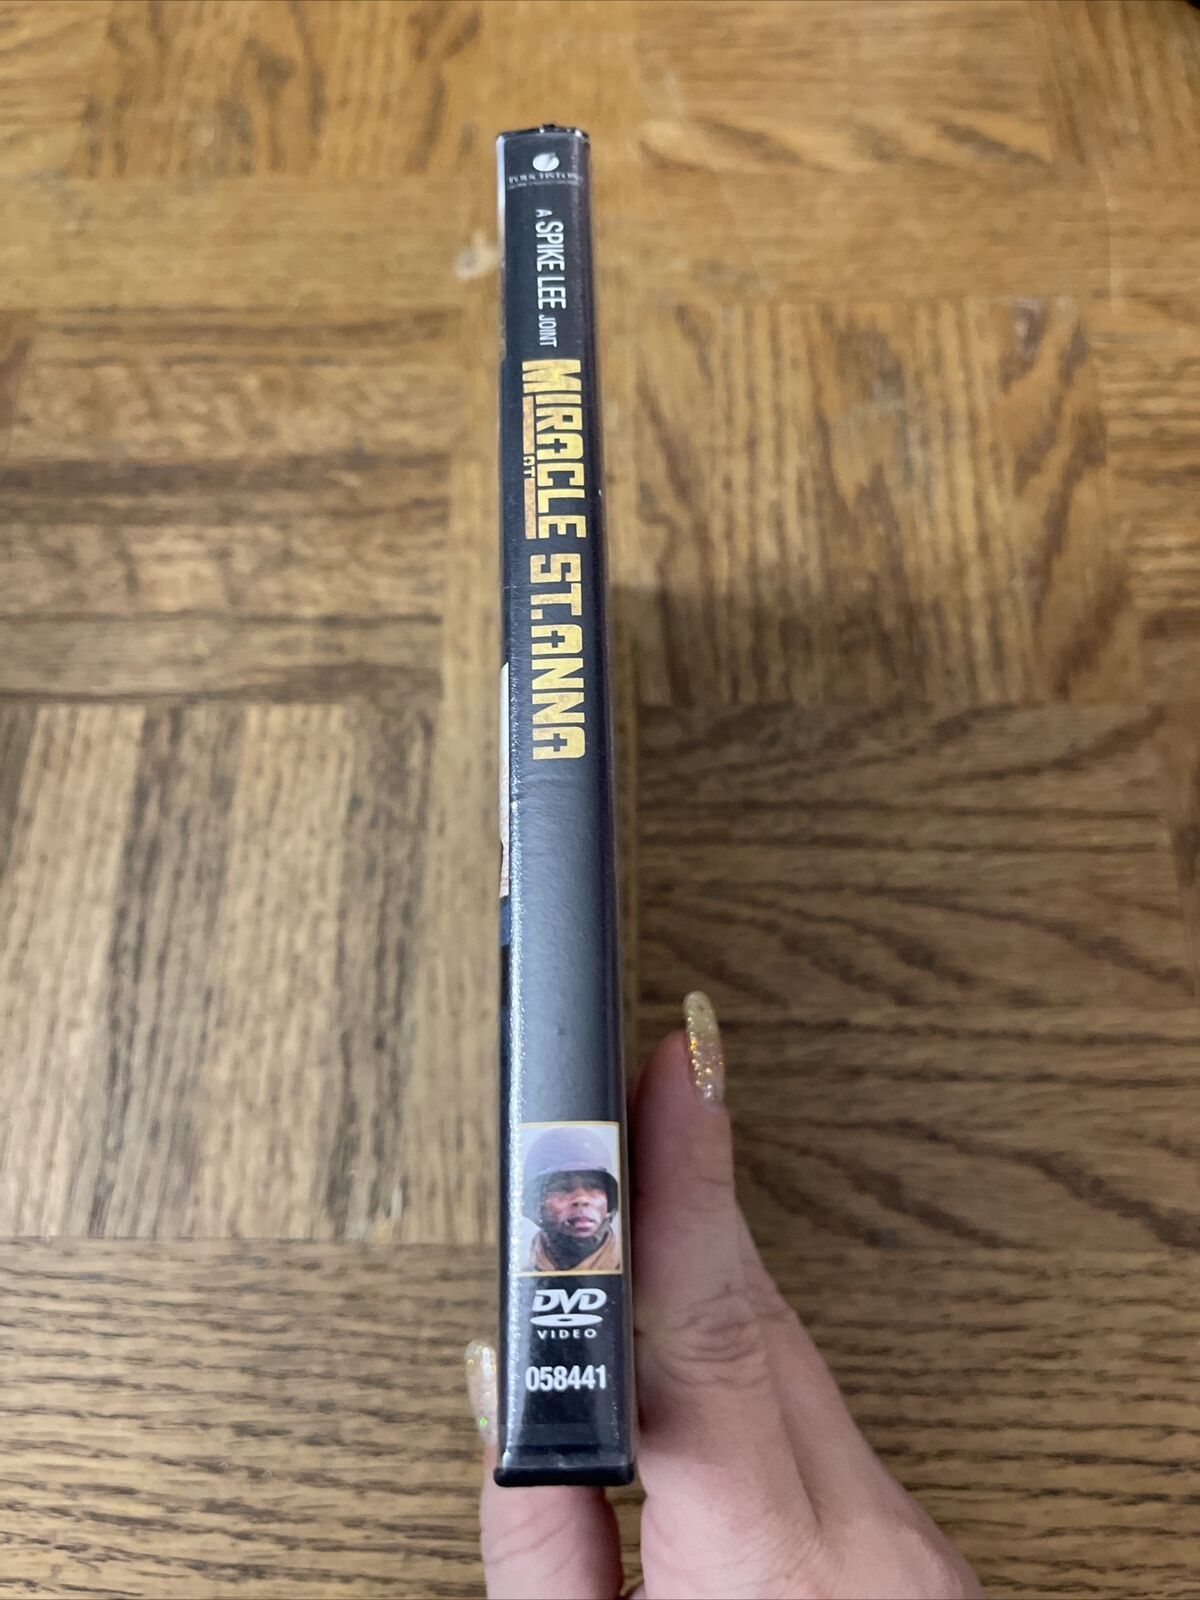 A SPIKE LEE JOINT
MIRACLE AT ST. ANNA
DVD
VIDEO
058441